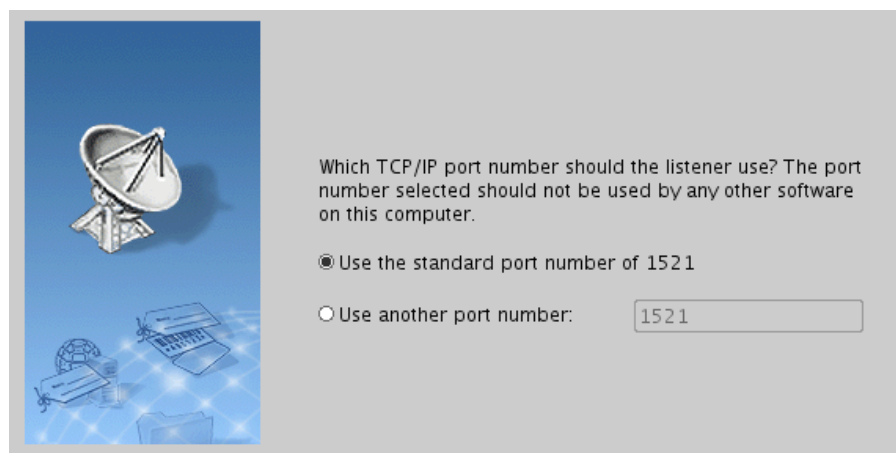 Which TCP/IP port number should the listener use? The port
number selected should not be used by any other software
on this computer.
Use the standard port number of 1521
Use another port number:
1521